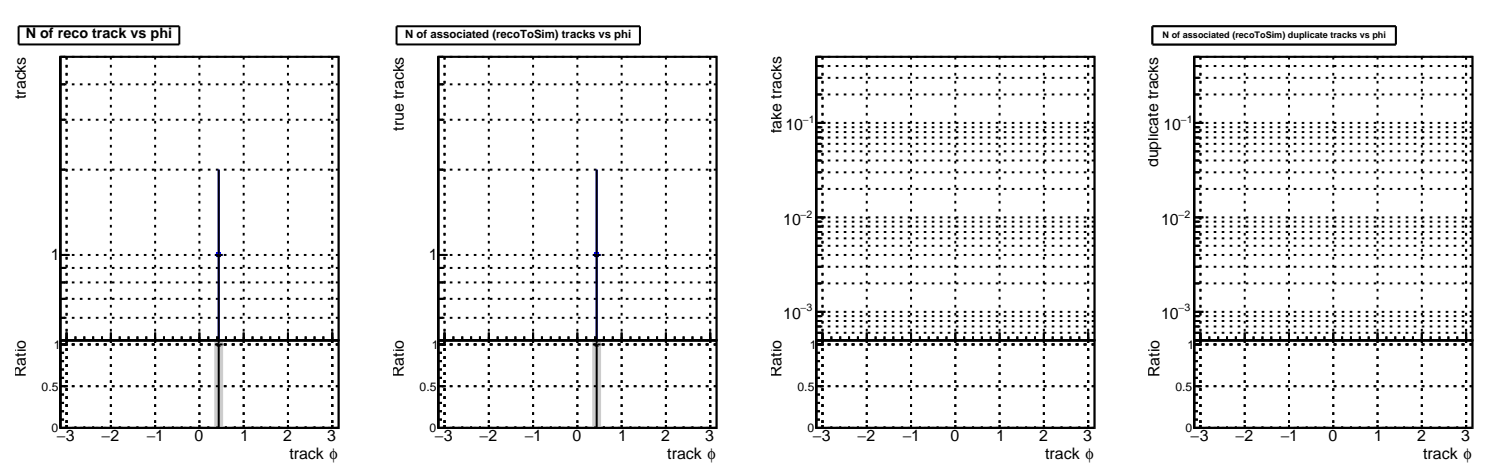 N of reco track vs phi
tracks
1
Ratio
1
0.5
0
−3 −2 −1 0 1 2 3
track ϕ
N of associated (recoToSim) tracks vs phi
true tracks
1
Ratio
1
0.5
0
−3 −2 −1 0 1 2 3
track ϕ
fake tracks
10⁻¹
10⁻²
10⁻³
Ratio
1
0.5
0
−3 −2 −1 0 1 2 3
track ϕ
N of associated (recoToSim) duplicate tracks vs phi
duplicate tracks
10⁻¹
10⁻²
10⁻³
Ratio
1
0.5
0
−3 −2 −1 0 1 2 3
track ϕ